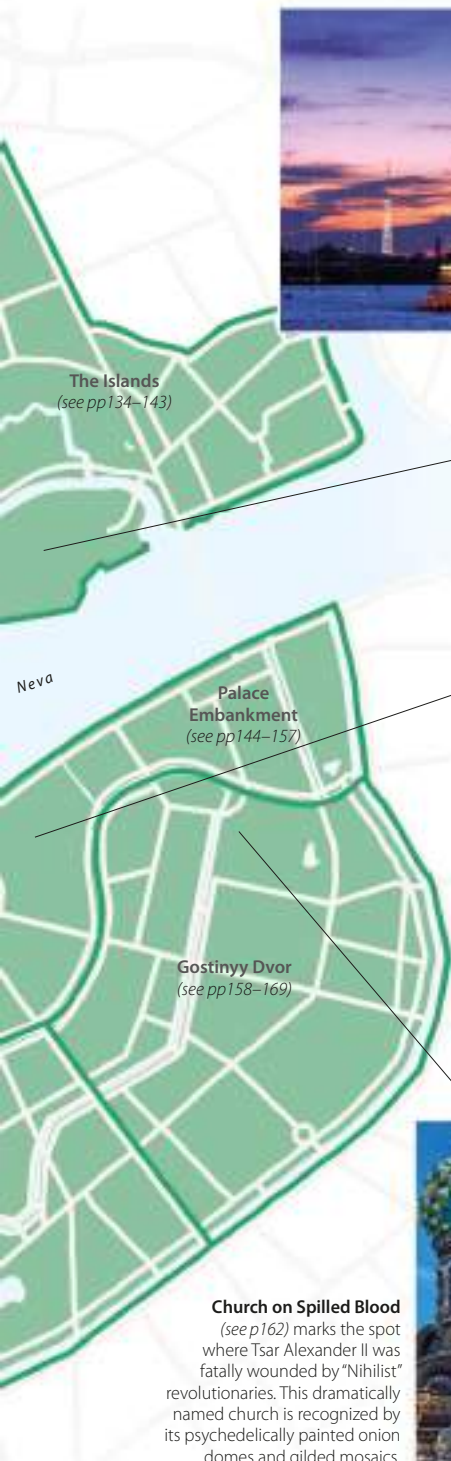 The Islands
(see pp134–143)
Neva
Palace
Embankment
(see pp144–157)
Gostinyy Dvor
(see pp158–169)
Church on Spilled Blood
(see p162) marks the spot
where Tsar Alexander II was
fatally wounded by “Nihilist”
revolutionaries. This dramatically
named church is recognized by
its psychedelically painted onion
domes and gilded mosaics.